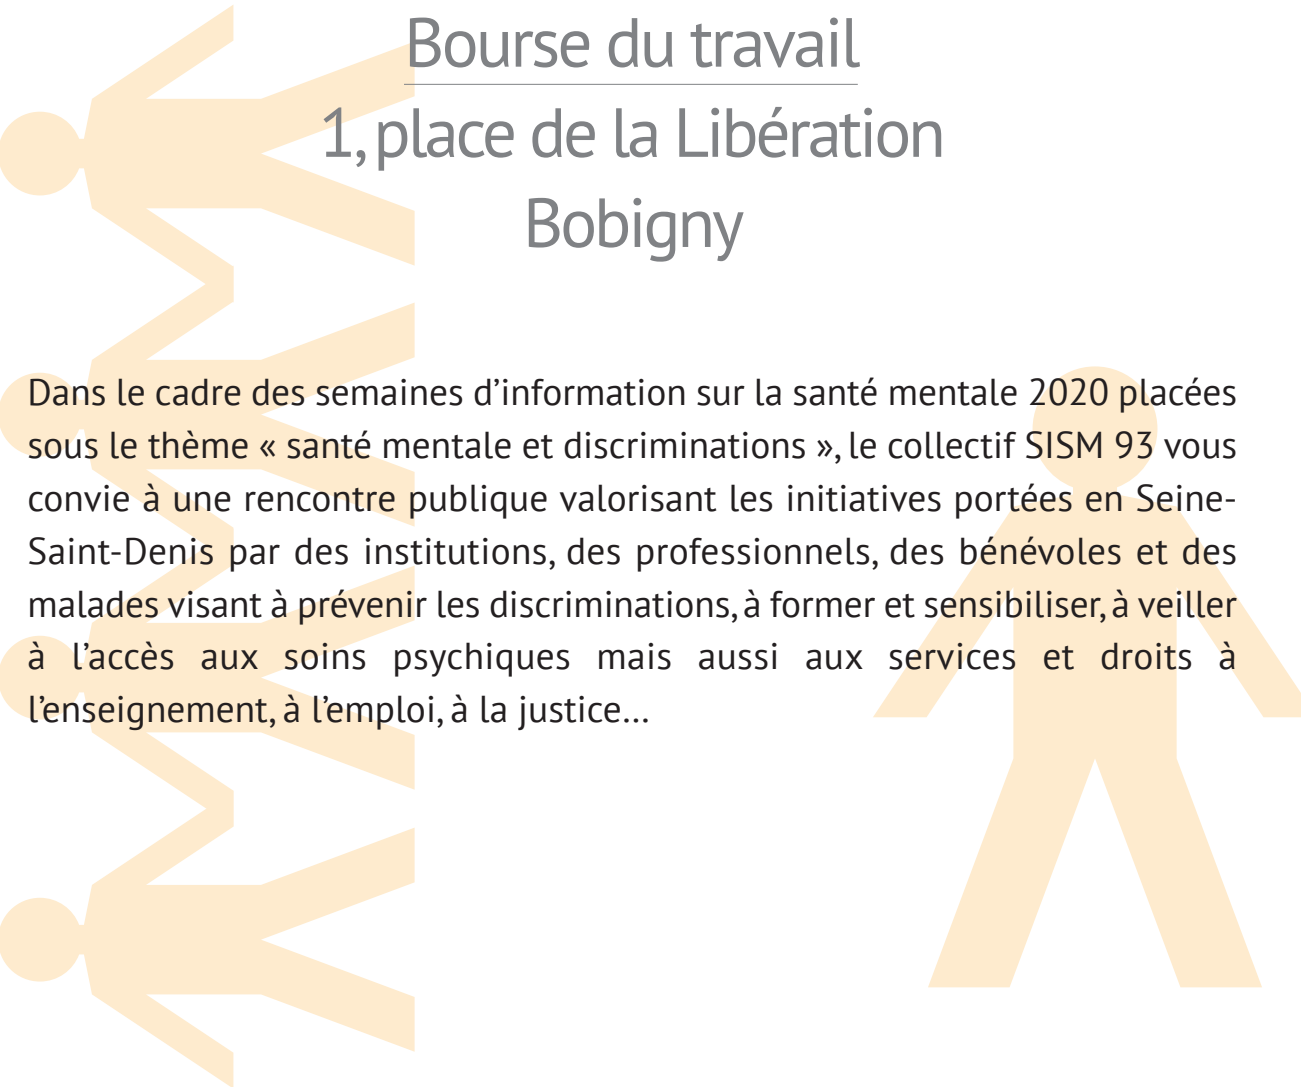 Bourse du travail
1, place de la Libération
Bobigny
Dans le cadre des semaines d’information sur la santé mentale 2020 placées
sous le thème « santé mentale et discriminations », le collectif SISM 93 vous
convie à une rencontre publique valorisant les initiatives portées en Seine-
Saint-Denis par des institutions, des professionnels, des bénévoles et des
malades visant à prévenir les discriminations, à former et sensibiliser, à veiller
à l’accès aux soins psychiques mais aussi aux services et droits à
l’enseignement, à l’emploi, à la justice…